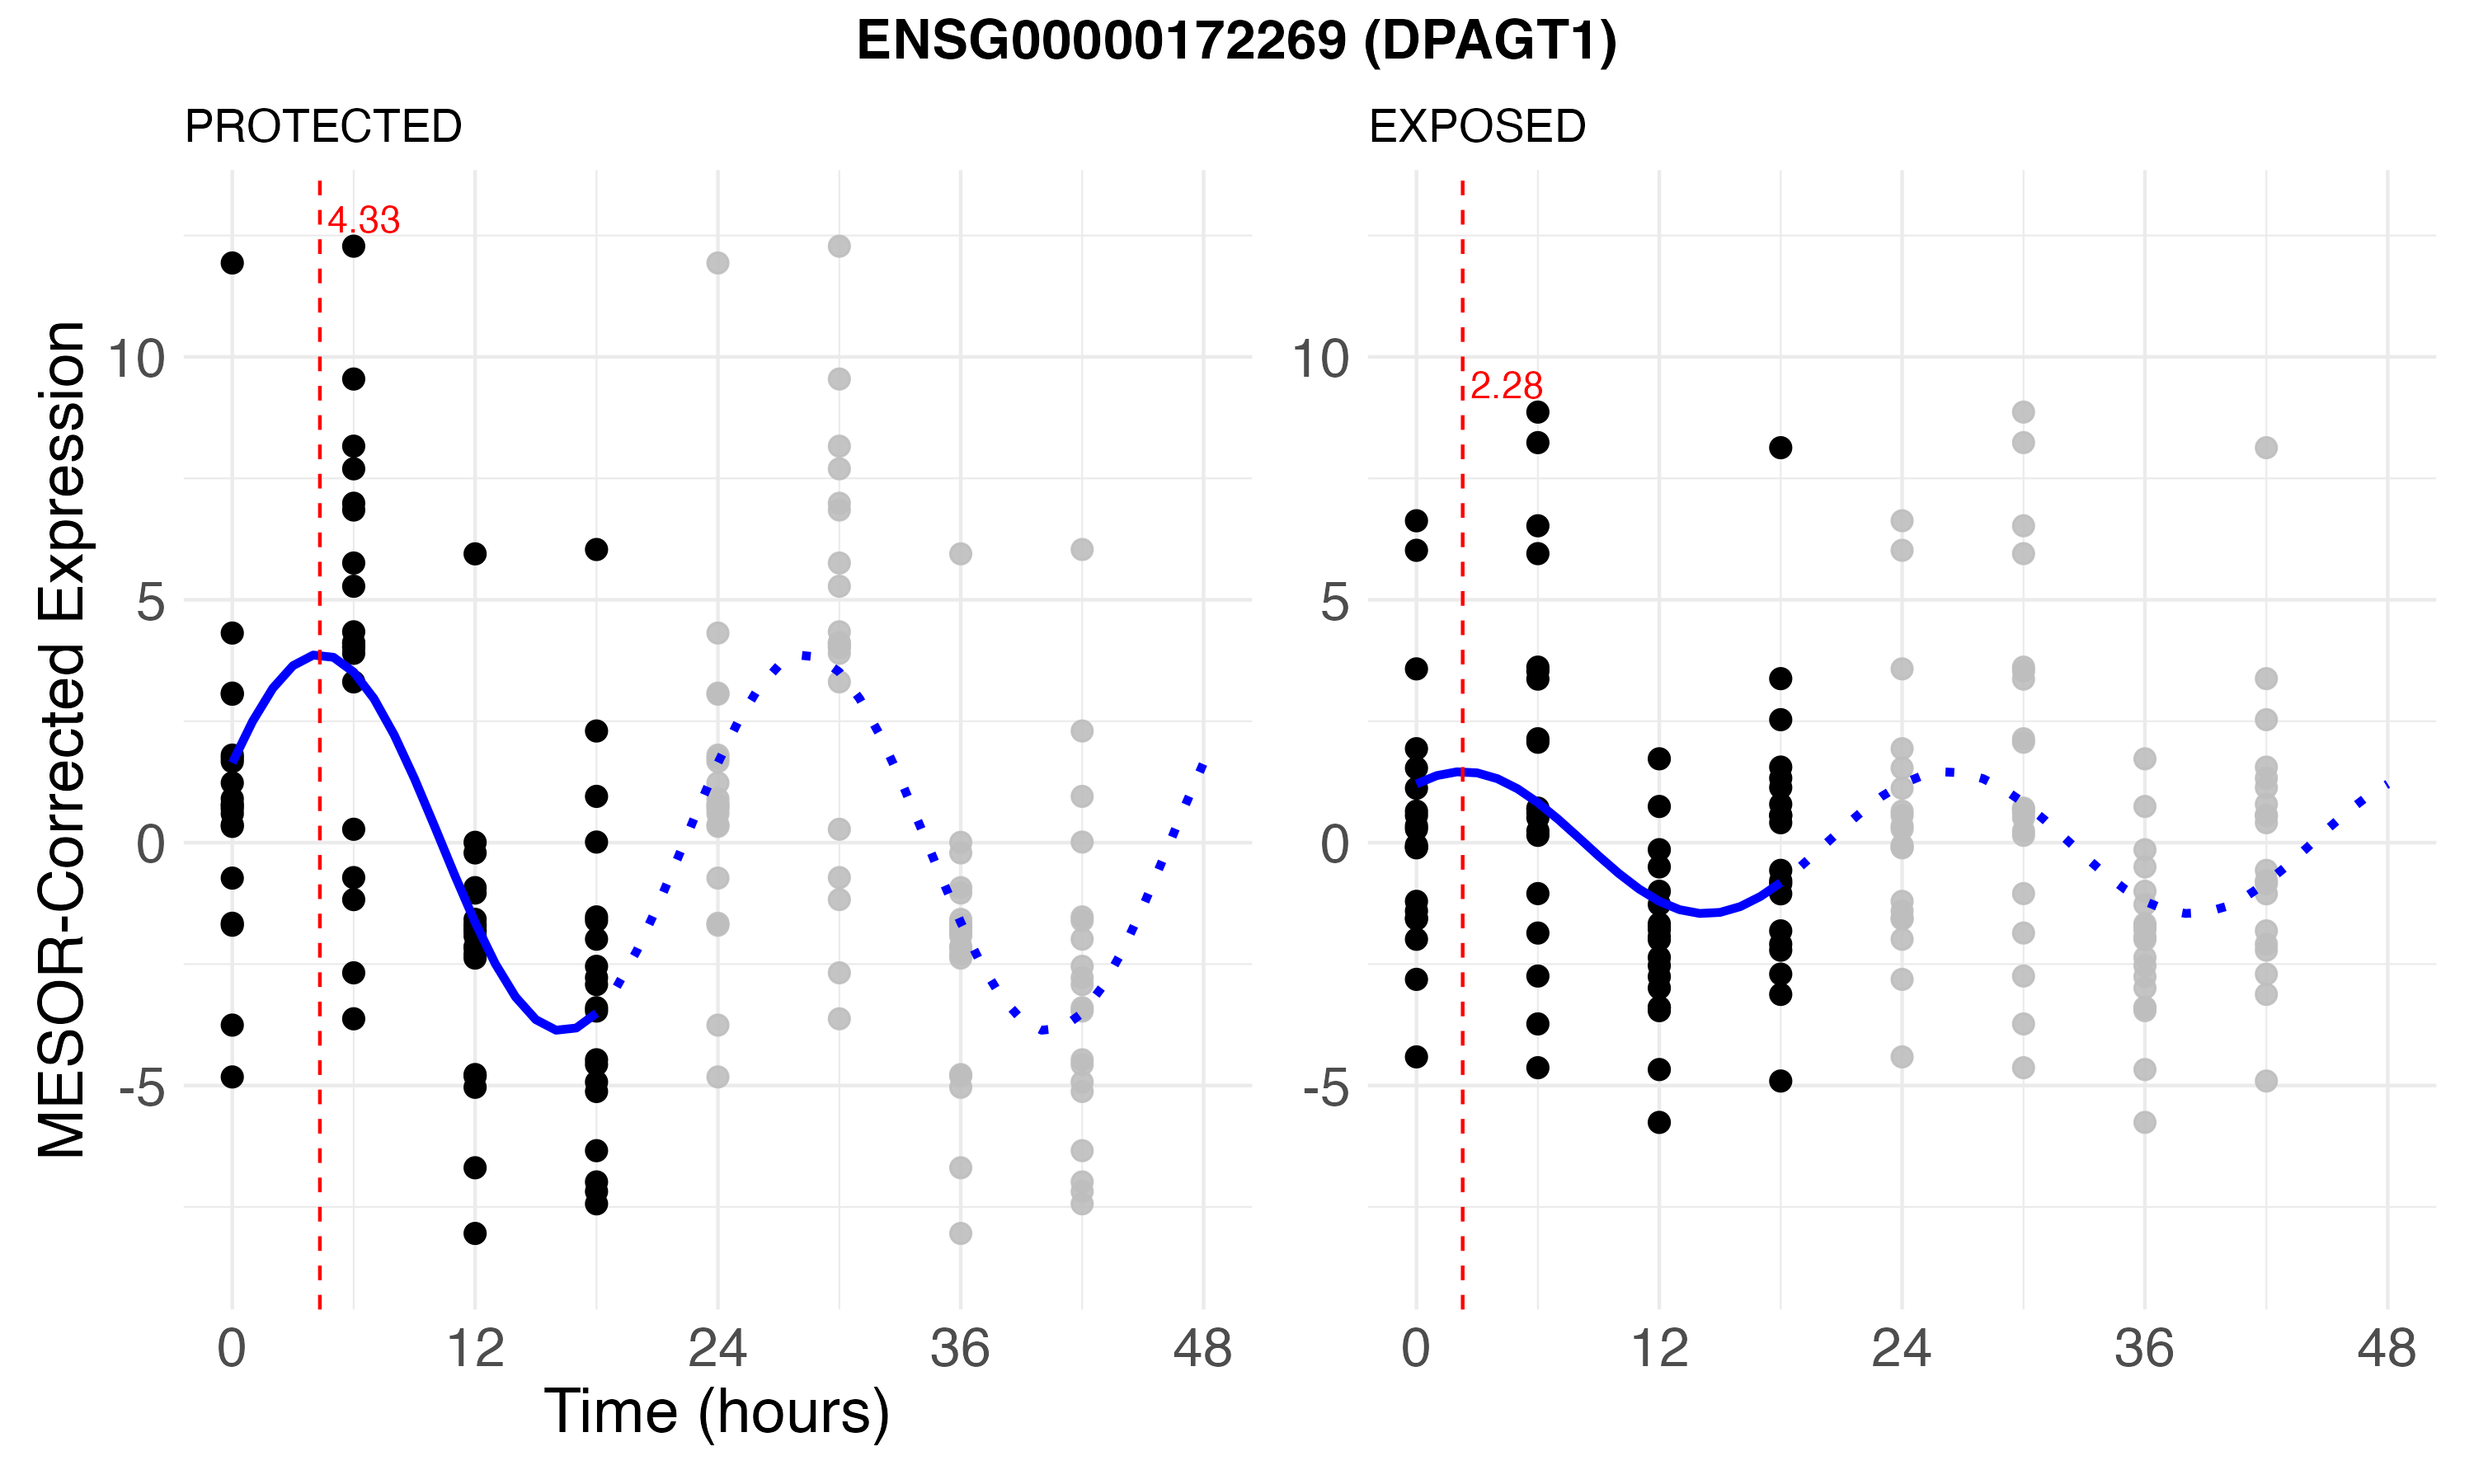 ENSG00000172269 (DPAGT1)
PROTECTED
EXPOSED
4.33
2.28
MESOR-Corrected Expression
10
5
0
-5
10
5
0
-5
0 12 24 36 48
0 12 24 36 48
Time (hours)